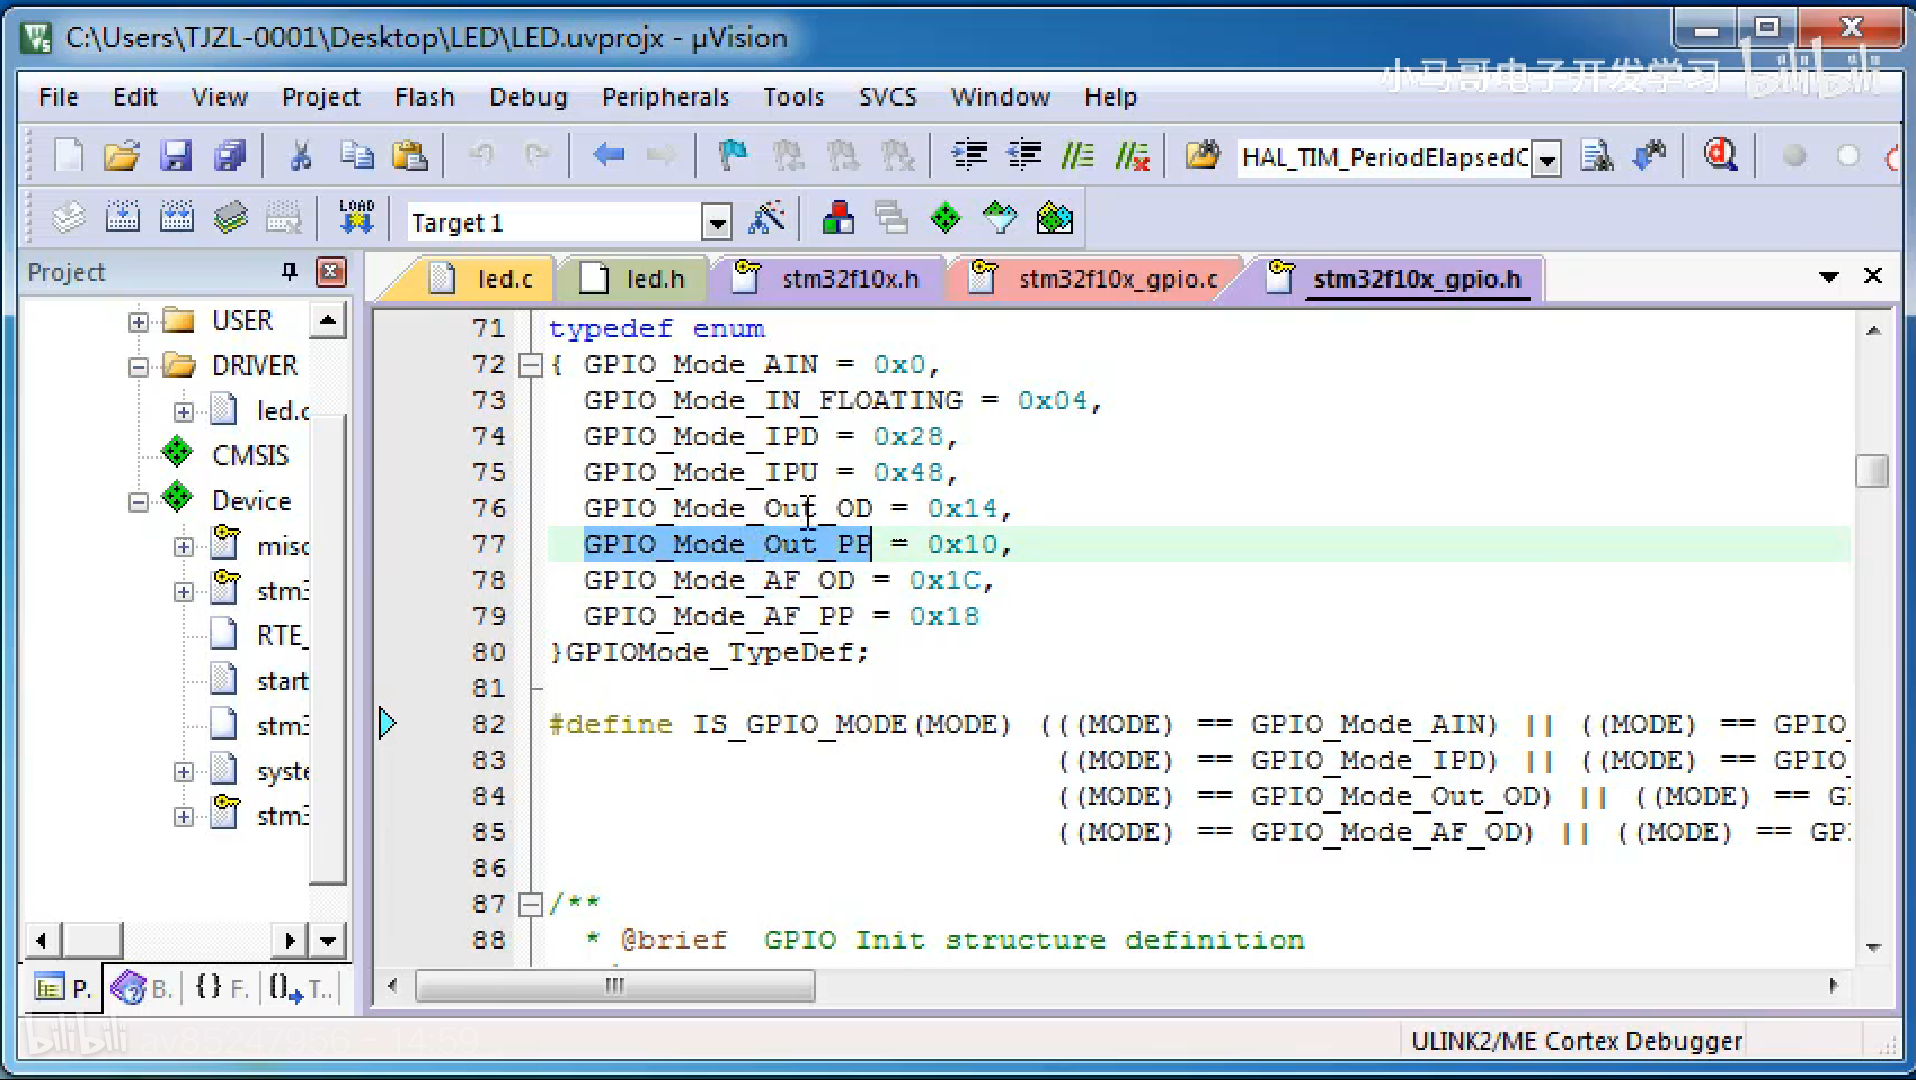 C:\Users\TJZL-0001\Desktop\LED\LED.uvprojx - µVision
小马哥电子开发学习 bilibili
File Edit View Project Flash Debug Peripherals Tools SVCS Window Help
HAL_TIM_PeriodElapsedC
LOAD
Target 1
Project
led.c led.h stm32f10x.h stm32f10x_gpio.c stm32f10x_gpio.h
USER
DRIVER
led.c
CMSIS
Device
misc
stm3
RTE_
start
stm3
syste
stm3
71 typedef enum
72 { GPIO_Mode_AIN = 0x0,
73 GPIO_Mode_IN_FLOATING = 0x04,
74 GPIO_Mode_IPD = 0x28,
75 GPIO_Mode_IPU = 0x48,
76 GPIO_Mode_Out_OD = 0x14,
77 GPIO_Mode_Out_PP = 0x10,
78 GPIO_Mode_AF_OD = 0x1C,
79 GPIO_Mode_AF_PP = 0x18
80 }GPIOMode_TypeDef;
81
82 #define IS_GPIO_MODE(MODE) (((MODE) == GPIO_Mode_AIN) || ((MODE) == GPIO_
83 ((MODE) == GPIO_Mode_IPD) || ((MODE) == GPIO_
84 ((MODE) == GPIO_Mode_Out_OD) || ((MODE) == G
85 ((MODE) == GPIO_Mode_AF_OD) || ((MODE) == GP
86
87 /**
88 * @brief GPIO Init structure definition
P. B. {} F. T..
bilibili av85247956 - 14:59
ULINK2/ME Cortex Debugger